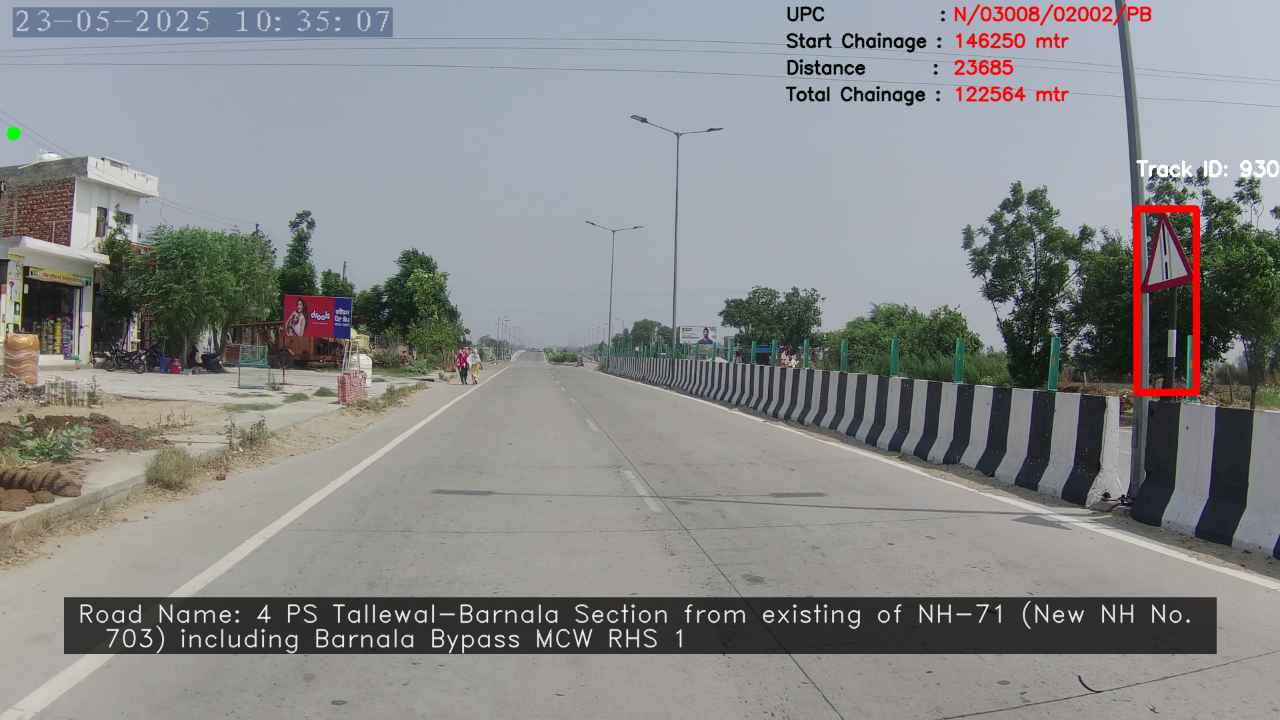 23-05-2025 10:35:07
UPC : N/03008/02002/PB
Start Chainage : 146250 mtr
Distance : 23685
Total Chainage : 122564 mtr
Track ID: 930
Road Name: 4 PS Tallewal-Barnala Section from existing of NH-71 (New NH No.
703) including Barnala Bypass MCW RHS 1